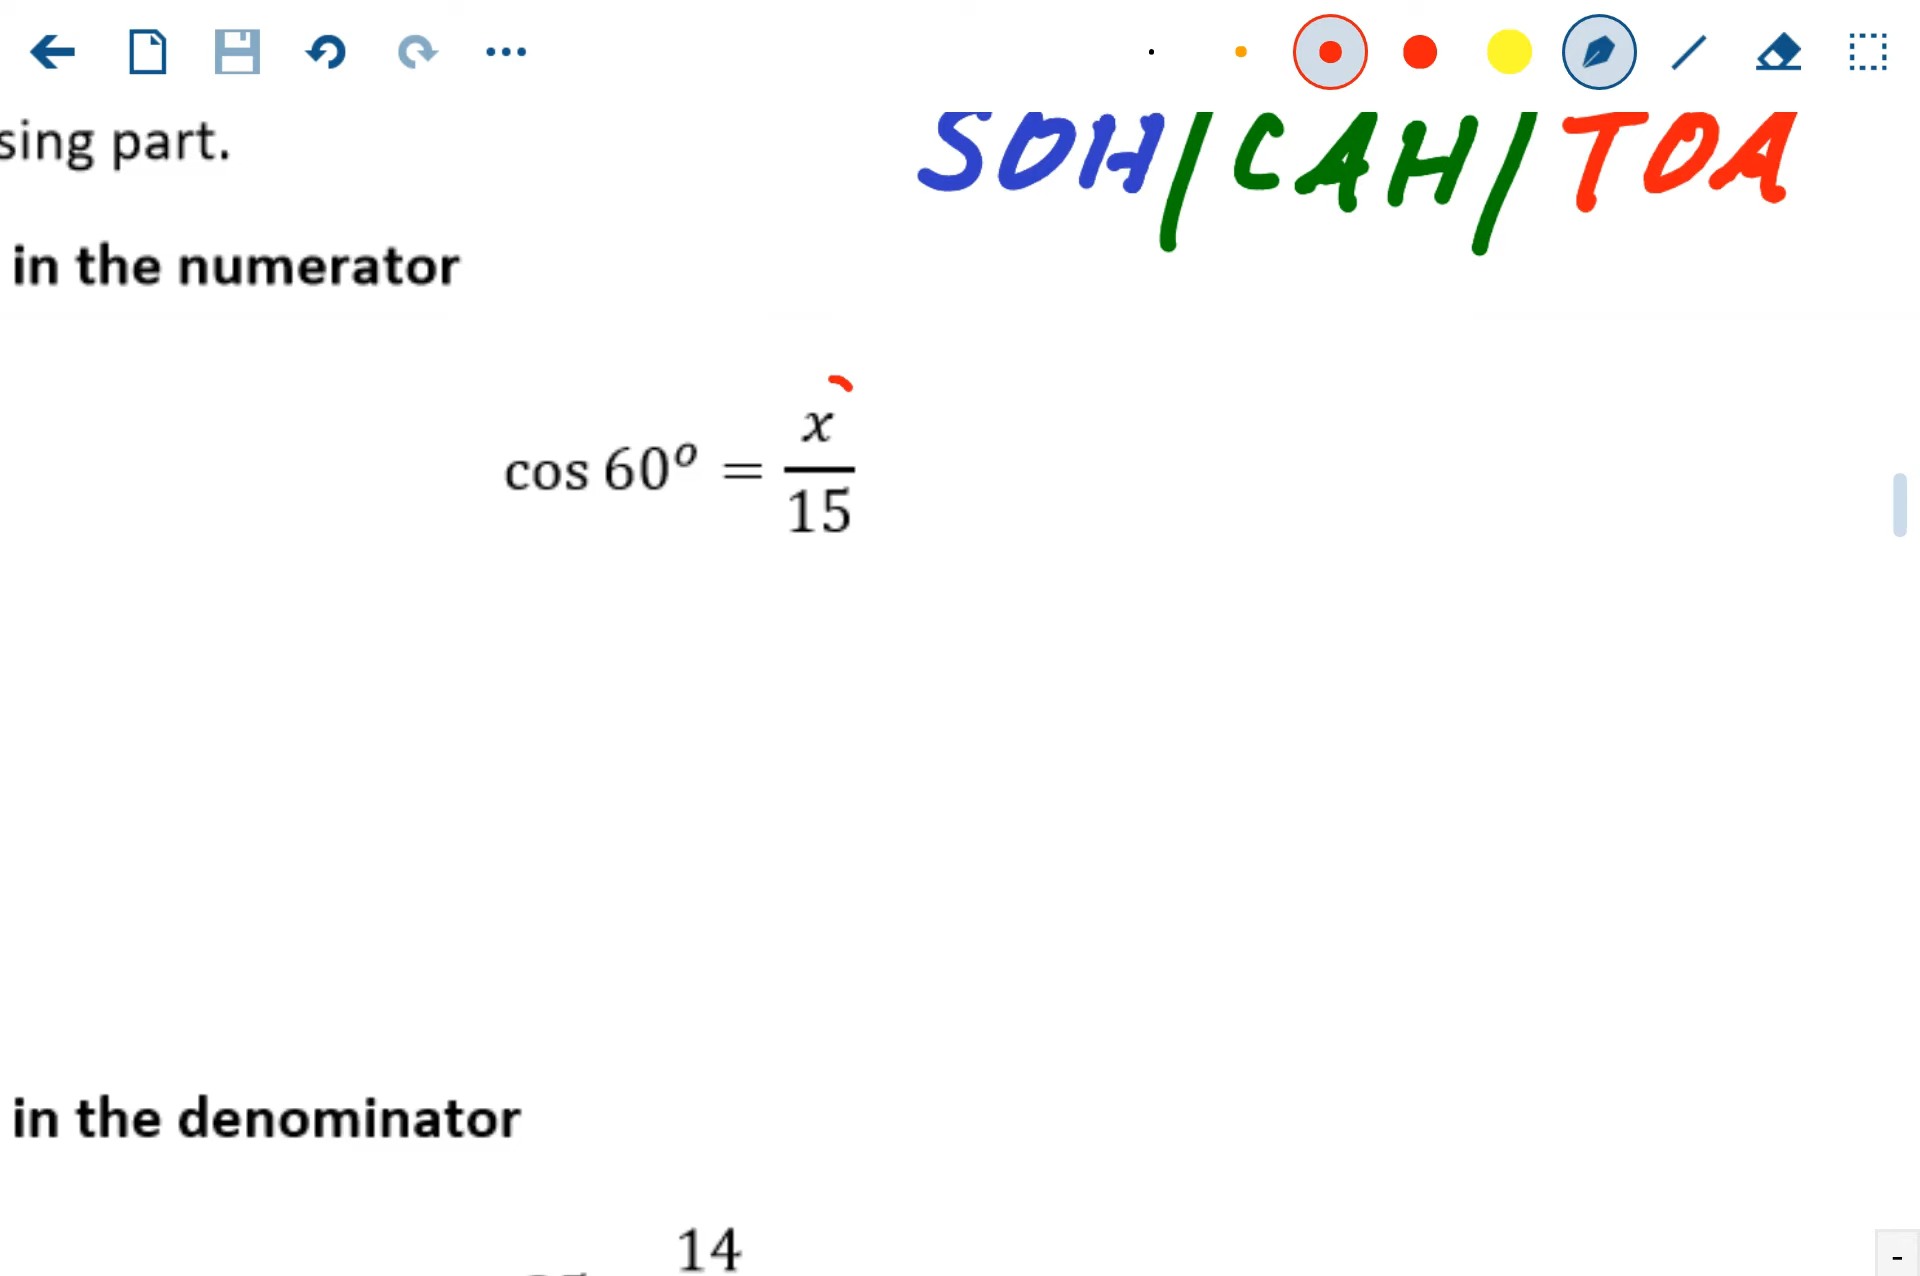 sing part.
SOH/CAH/TOA
in the numerator
cos 60° = x/15
in the denominator
14